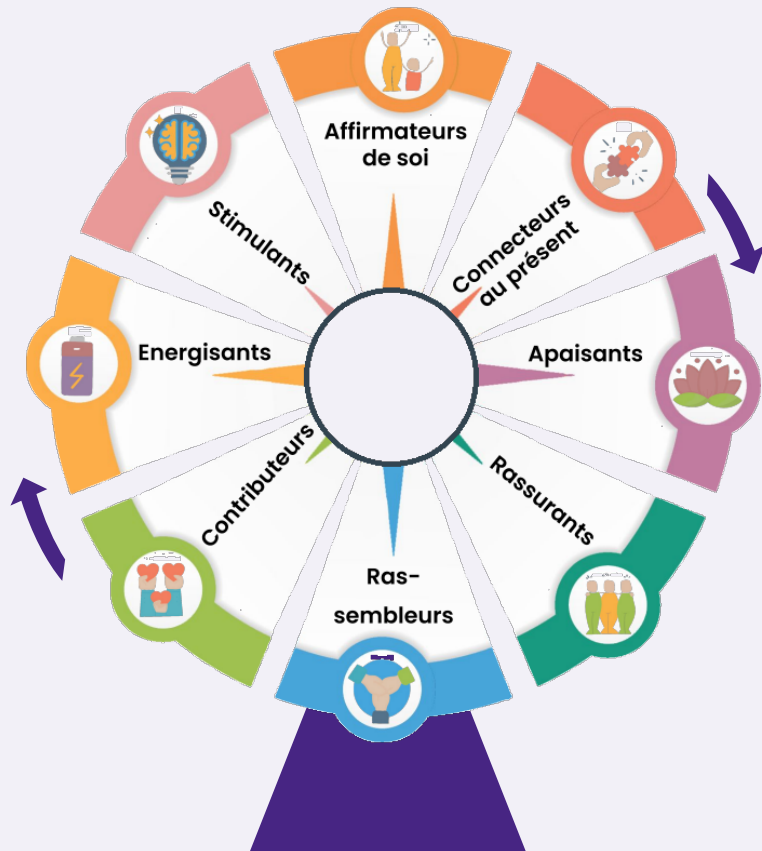 Affirmateurs
de soi
Connecteurs
au présent
Apaisants
Rassurants
Ras-
sembleurs
Contributeurs
Energisants
Stimulants